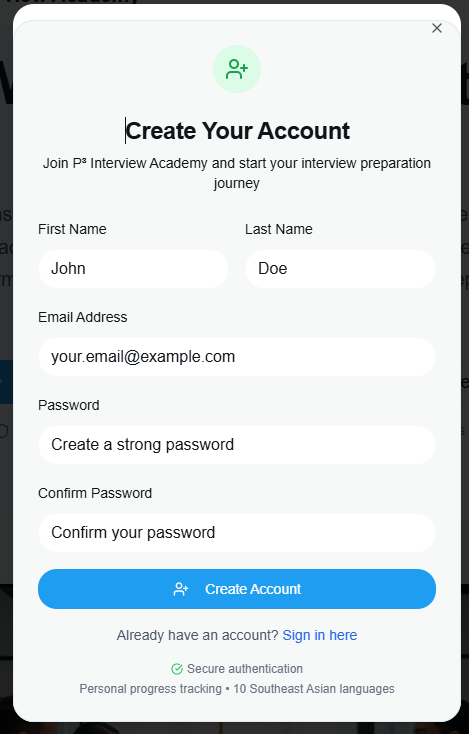 Create Your Account
Join P³ Interview Academy and start your interview preparation
journey
First Name
Last Name
John
Doe
Email Address
your.email@example.com
Password
Create a strong password
Confirm Password
Confirm your password
Create Account
Already have an account? Sign in here
Secure authentication
Personal progress tracking • 10 Southeast Asian languages